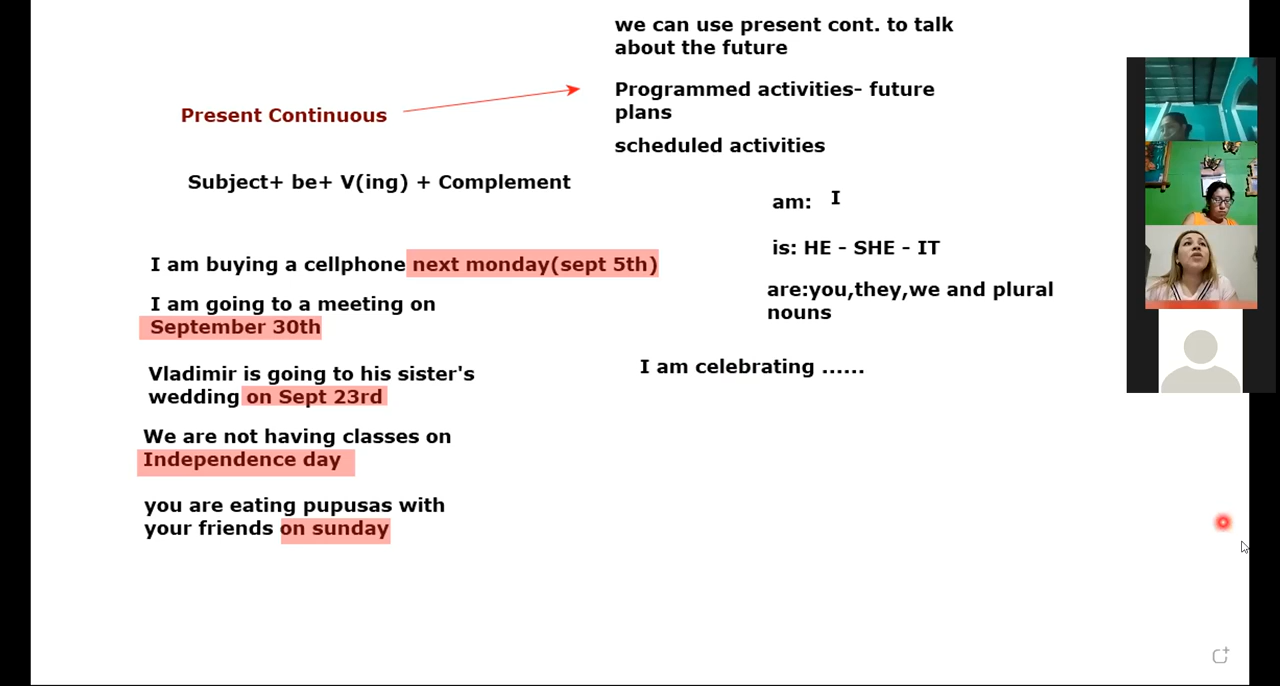 we can use present cont. to talk
about the future
Present Continuous
Programmed activities- future
plans
scheduled activities
Subject+ be+ V(ing) + Complement
am: I
is: HE - SHE - IT
are:you,they,we and plural
nouns
I am buying a cellphone next monday(sept 5th)
I am going to a meeting on
September 30th
Vladimir is going to his sister's
wedding on Sept 23rd
We are not having classes on
Independence day
you are eating pupusas with
your friends on sunday
I am celebrating ......